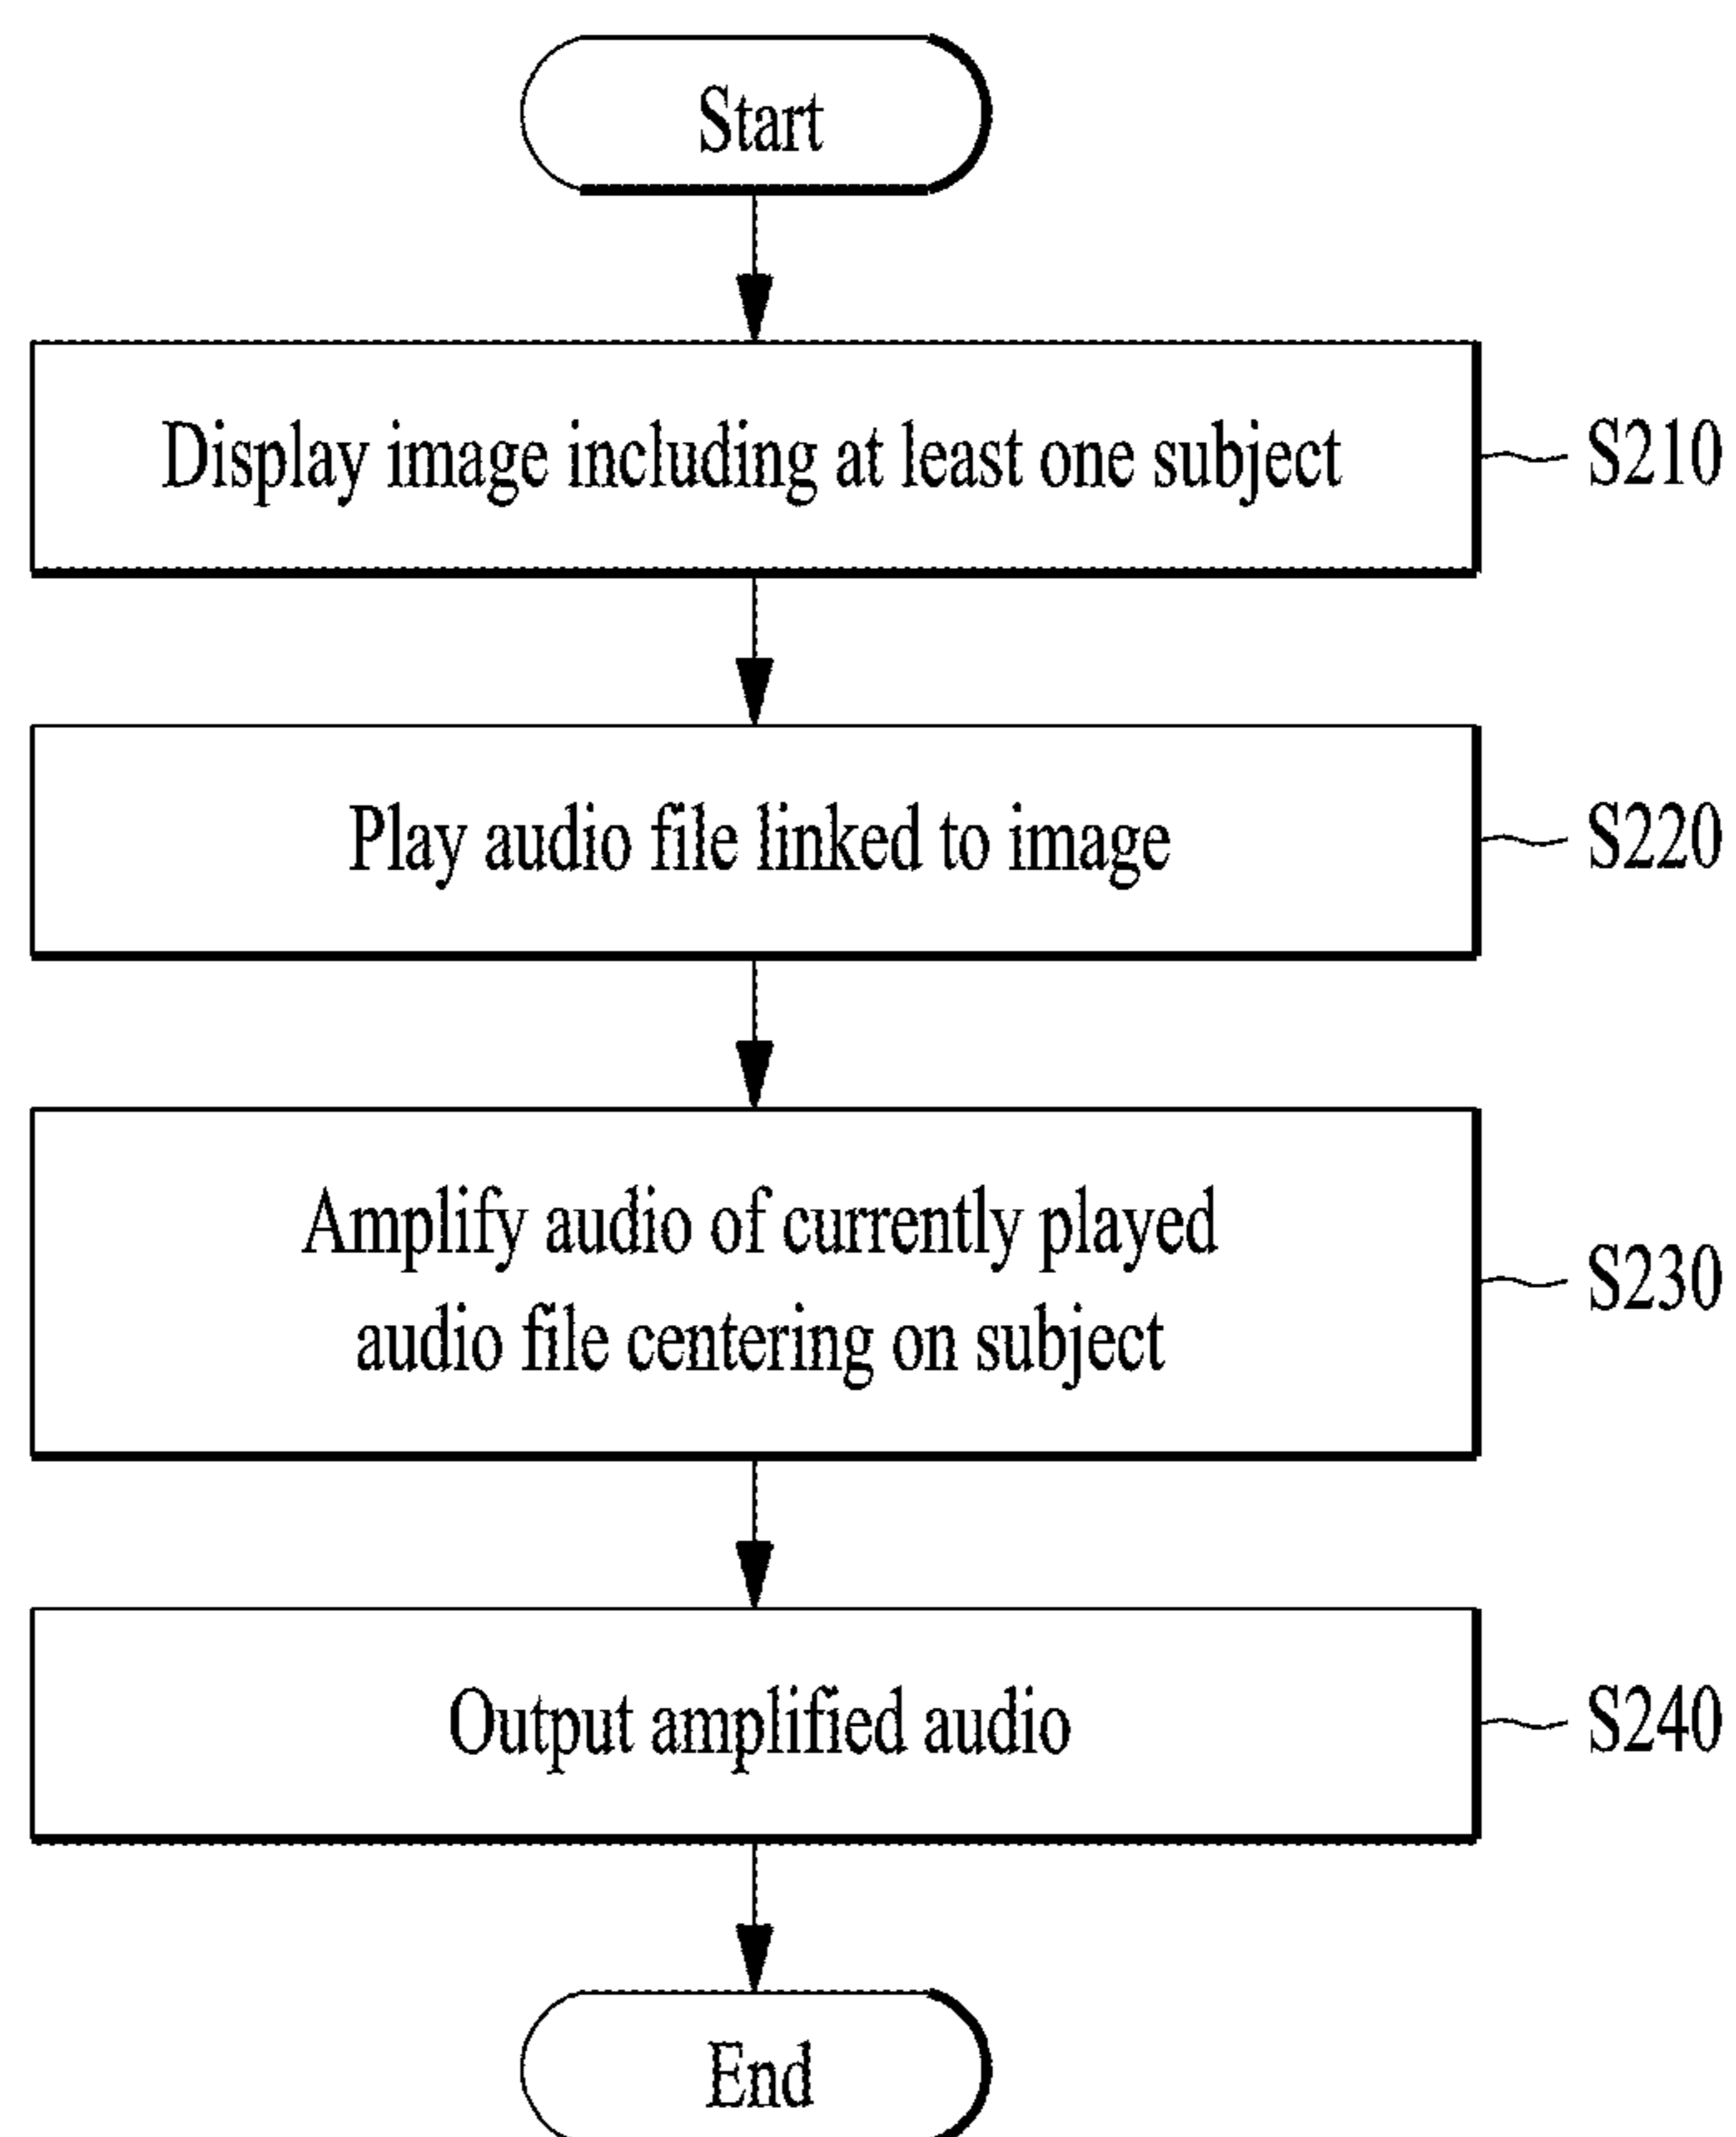 Start
Display image including at least one subject
S210
Play audio file linked to image
S220
Amplify audio of currently played
audio file centering on subject
S230
Output amplified audio
S240
End